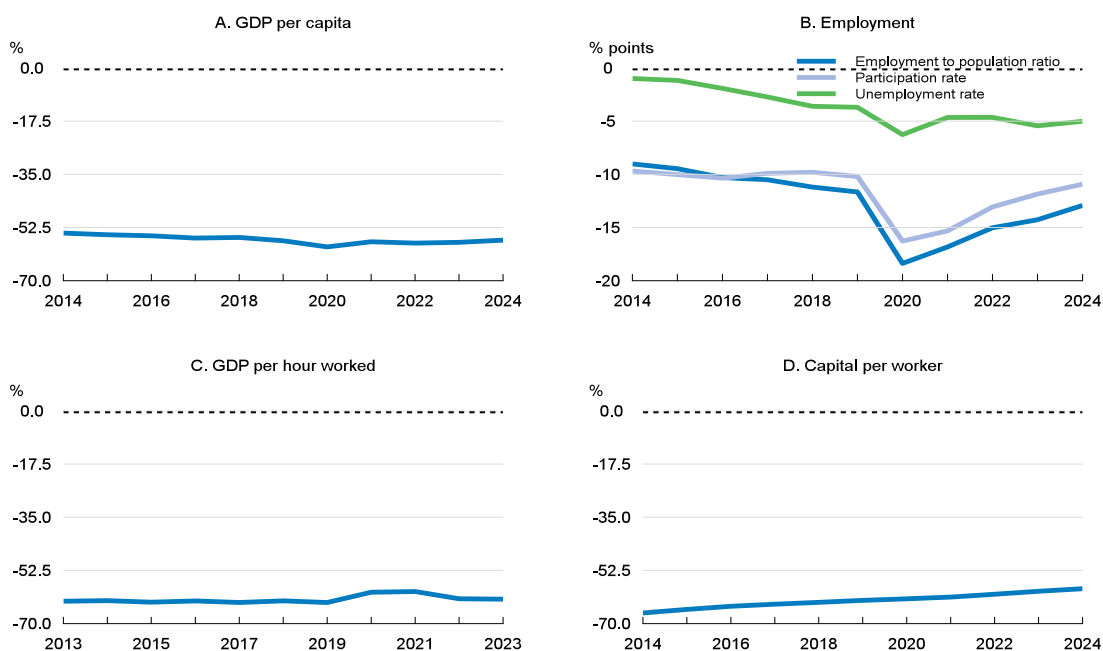 A. GDP per capita
%
0.0
-17.5
-35.0
-52.5
-70.0
2014 2016 2018 2020 2022 2024
B. Employment
% points
0
-5
-10
-15
-20
2014 2016 2018 2020 2022 2024
Employment to population ratio
Participation rate
Unemployment rate
C. GDP per hour worked
%
0.0
-17.5
-35.0
-52.5
-70.0
2013 2015 2017 2019 2021 2023
D. Capital per worker
%
0.0
-17.5
-35.0
-52.5
-70.0
2014 2016 2018 2020 2022 2024